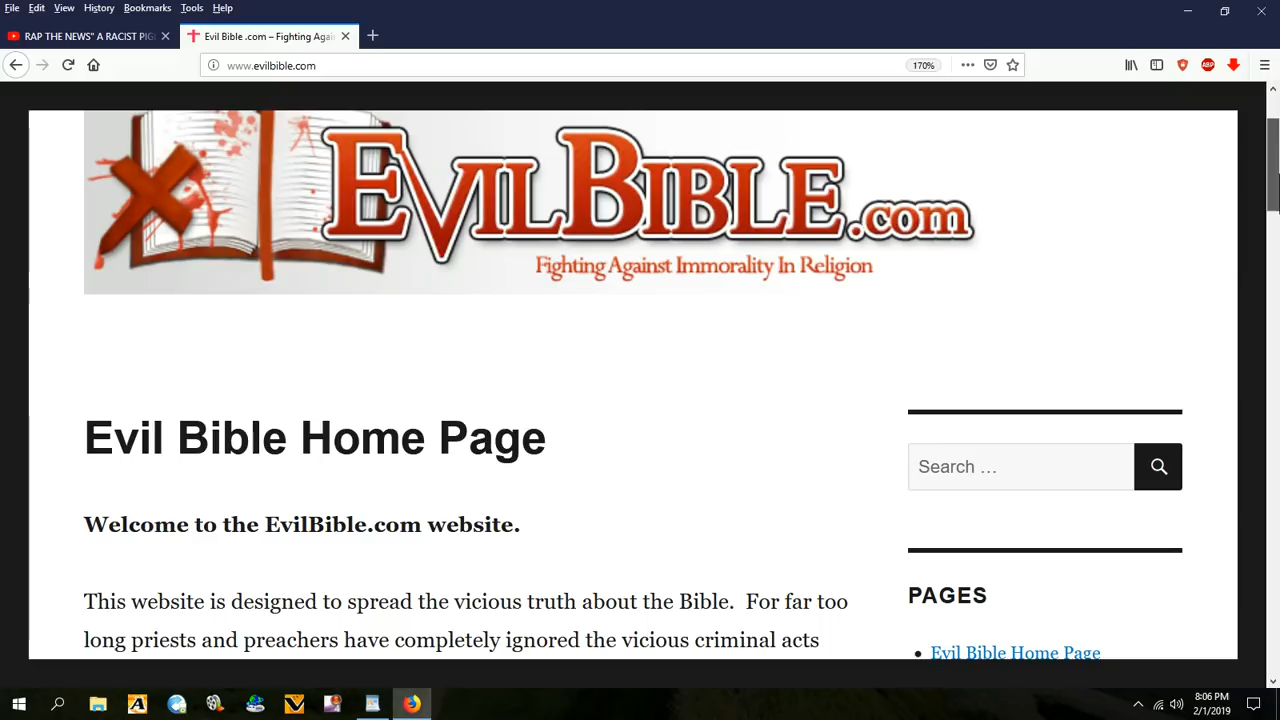 File Edit View History Bookmarks Tools Help
RAP THE NEWS" A RACIST PIG
Evil Bible .com – Fighting Agai
www.evilbible.com
170%
ABP
EVILBIBLE.com
Fighting Against Immorality In Religion
Evil Bible Home Page
Search …
Welcome to the EvilBible.com website.
This website is designed to spread the vicious truth about the Bible. For far too
long priests and preachers have completely ignored the vicious criminal acts
PAGES
Evil Bible Home Page
8:06 PM
2/1/2019